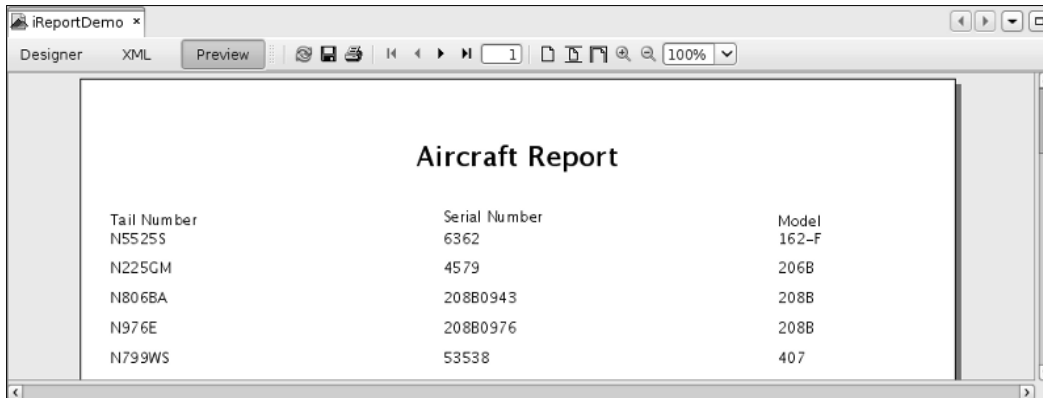 iReportDemo ×
Designer XML Preview 1 100%
Aircraft Report
Tail Number Serial Number Model
N5525S 6362 162-F
N225GM 4579 206B
N806BA 208B0943 208B
N976E 208B0976 208B
N799WS 53538 407